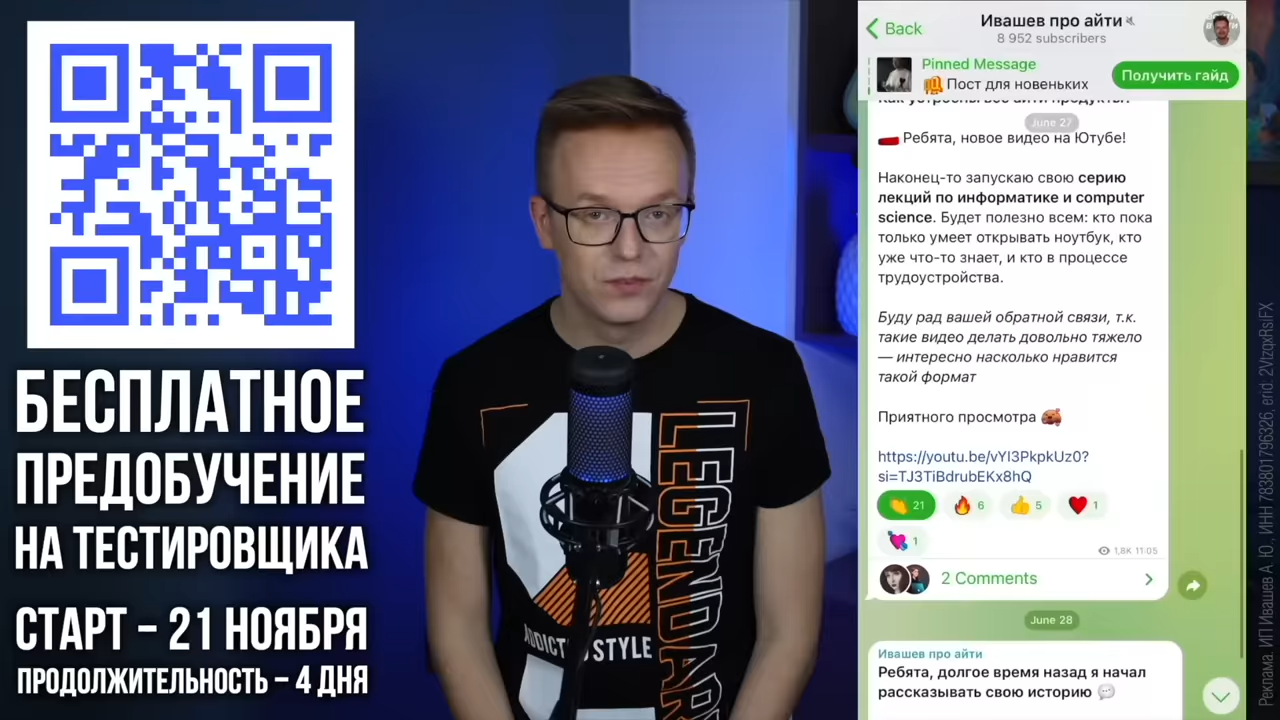 БЕСПЛАТНОЕ
ПРЕДОБУЧЕНИЕ
НА ТЕСТИРОВЩИКА
СТАРТ – 21 НОЯБРЯ
ПРОДОЛЖИТЕЛЬНОСТЬ – 4 ДНЯ
LEGENDARY
STYLE
Back
Ивашев про айти
8 952 subscribers
Pinned Message
Пост для новеньких
Получить гайд
Как устроены все айти продукты?
June 27
Ребята, новое видео на Ютубе!
Наконец-то запускаю свою серию
лекций по информатике и computer
science. Будет полезно всем: кто пока
только умеет открывать ноутбук, кто
уже что-то знает, и кто в процессе
трудоустройства.
Буду рад вашей обратной связи, т.к.
такие видео делать довольно тяжело
— интересно насколько нравится
такой формат
Приятного просмотра
https://youtu.be/vYI3PkpkUz0?
si=TJ3TiBdrubEKx8hQ
21 6 5 1
1
1,8K 11:05
2 Comments
June 28
Ивашев про айти
Ребята, долгое время назад я начал
рассказывать свою историю
Реклама. ИП Ивашев А. Ю., ИНН 783801796326, erid: 2VtzqxRsiFX